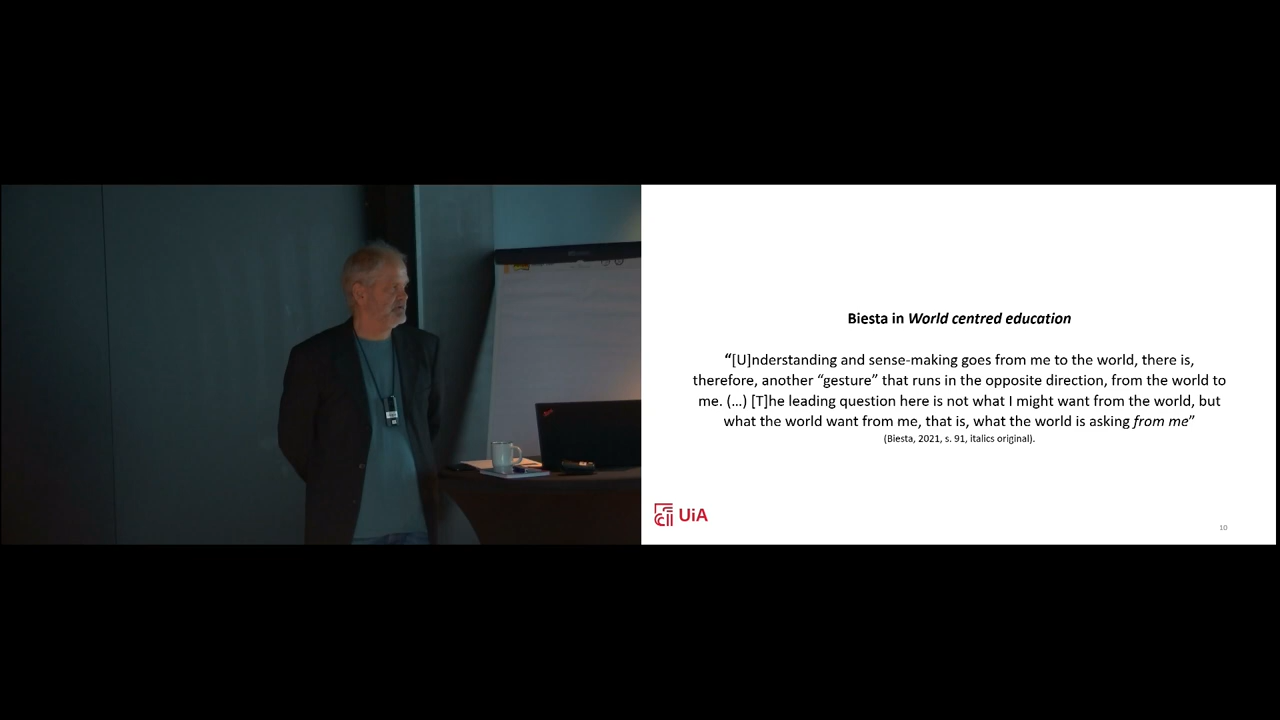 Biesta in World centred education
“[U]nderstanding and sense-making goes from me to the world, there is,
therefore, another “gesture” that runs in the opposite direction, from the world to
me. (…) [T]he leading question here is not what I might want from the world, but
what the world want from me, that is, what the world is asking from me”
(Biesta, 2021, s. 91, italics original).
UiA
10